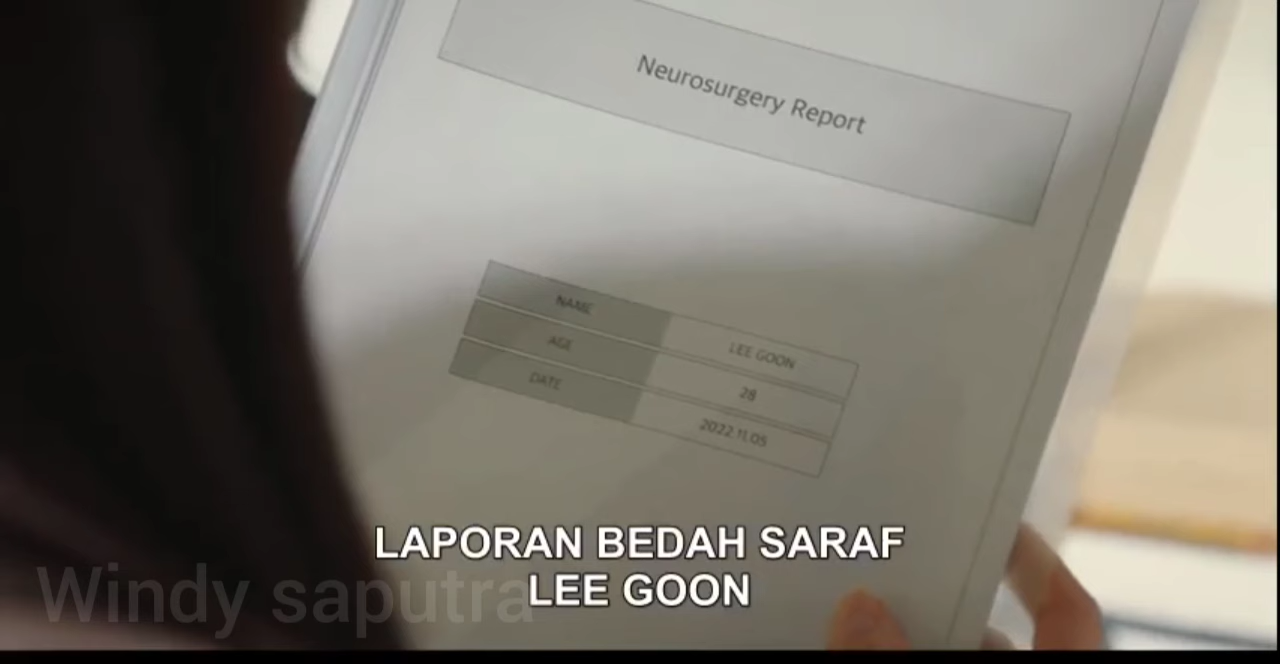 Neurosurgery Report
NAME LEE GOON
AGE 28
DATE 2022.11.05
LAPORAN BEDAH SARAF
LEE GOON
Windy saputra